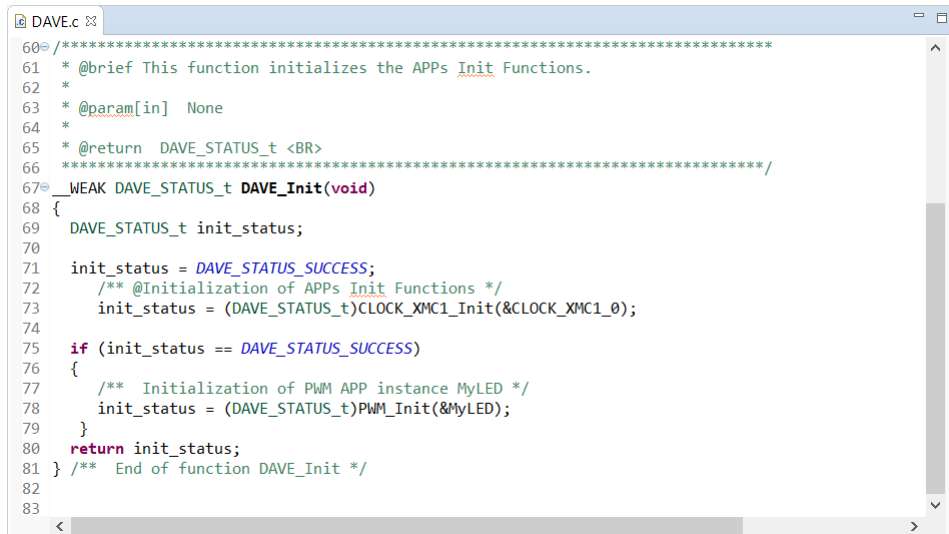 DAVE.c
60 /******************************************************************************
61  * @brief This function initializes the APPs Init Functions.
62  *
63  * @param[in]  None
64  *
65  * @return  DAVE_STATUS_t <BR>
66  *****************************************************************************/
67 __WEAK DAVE_STATUS_t DAVE_Init(void)
68 {
69   DAVE_STATUS_t init_status;
70
71   init_status = DAVE_STATUS_SUCCESS;
72      /** @Initialization of APPs Init Functions */
73      init_status = (DAVE_STATUS_t)CLOCK_XMC1_Init(&CLOCK_XMC1_0);
74
75   if (init_status == DAVE_STATUS_SUCCESS)
76   {
77      /**  Initialization of PWM APP instance MyLED */
78      init_status = (DAVE_STATUS_t)PWM_Init(&MyLED);
79    }
80   return init_status;
81 } /**  End of function DAVE_Init */
82
83